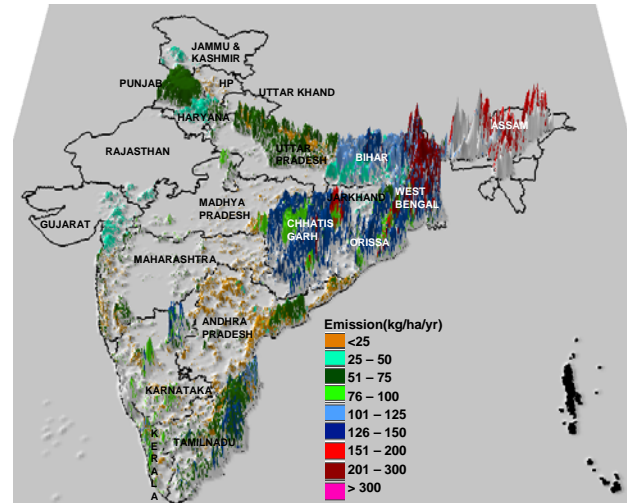 JAMMU &
KASHMIR
PUNJAB
HP
UTTAR KHAND
HARYANA
RAJASTHAN
UTTAR
PRADESH
BIHAR
ASSAM
GUJARAT
MADHYA
PRADESH
JARKHAND
WEST
BENGAL
CHHATIS
GARH
ORISSA
MAHARASHTRA
ANDHRA
PRADESH
KARNATAKA
TAMILNADU
KERALA
Emission(kg/ha/yr)
<25
25 – 50
51 – 75
76 – 100
101 – 125
126 – 150
151 – 200
201 – 300
> 300